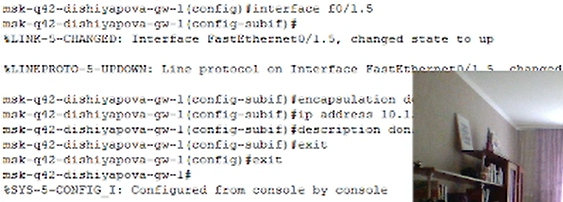 msk-q42-dishiyapova-gw-1(config)#interface f0/1.5
msk-q42-dishiyapova-gw-1(config-subif)#
%LINK-5-CHANGED: Interface FastEthernet0/1.5, changed state to up
%LINEPROTO-5-UPDOWN: Line protocol on Interface FastEthernet0/1.5, changed
msk-q42-dishiyapova-gw-1(config-subif)#encapsulation do
msk-q42-dishiyapova-gw-1(config-subif)#ip address 10.1
msk-q42-dishiyapova-gw-1(config-subif)#description don
msk-q42-dishiyapova-gw-1(config-subif)#exit
msk-q42-dishiyapova-gw-1(config)#exit
msk-q42-dishiyapova-gw-1#
%SYS-5-CONFIG_I: Configured from console by console